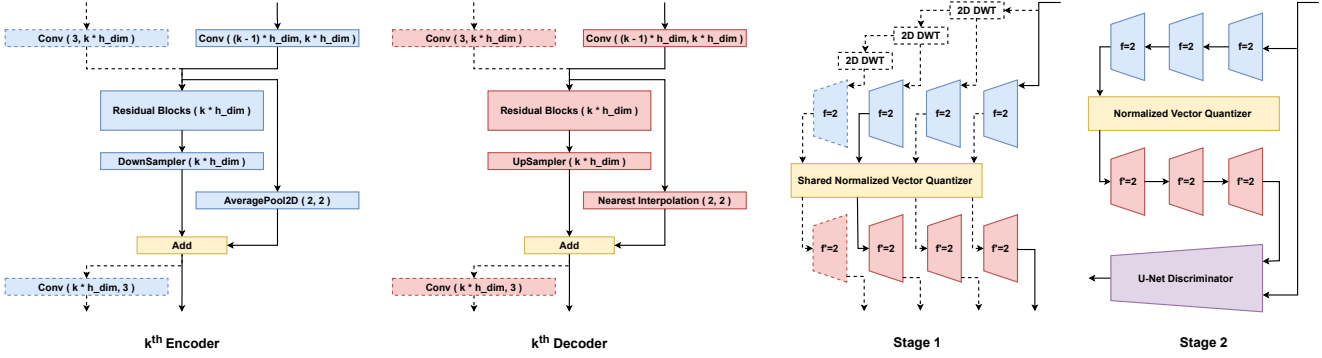 Conv ( 3, k * h_dim )
Conv ( (k - 1) * h_dim, k * h_dim )
Residual Blocks ( k * h_dim )
DownSampler ( k * h_dim )
AveragePool2D ( 2, 2 )
Add
Conv ( k * h_dim, 3 )
k^th Encoder
Conv ( 3, k * h_dim )
Conv ( (k - 1) * h_dim, k * h_dim )
Residual Blocks ( k * h_dim )
UpSampler ( k * h_dim )
Nearest Interpolation ( 2, 2 )
Add
Conv ( k * h_dim, 3 )
k^th Decoder
2D DWT
2D DWT
2D DWT
f=2
f=2
f=2
f=2
Shared Normalized Vector Quantizer
f'=2
f'=2
f'=2
f'=2
Stage 1
f=2
f=2
f=2
Normalized Vector Quantizer
f'=2
f'=2
f'=2
U-Net Discriminator
Stage 2